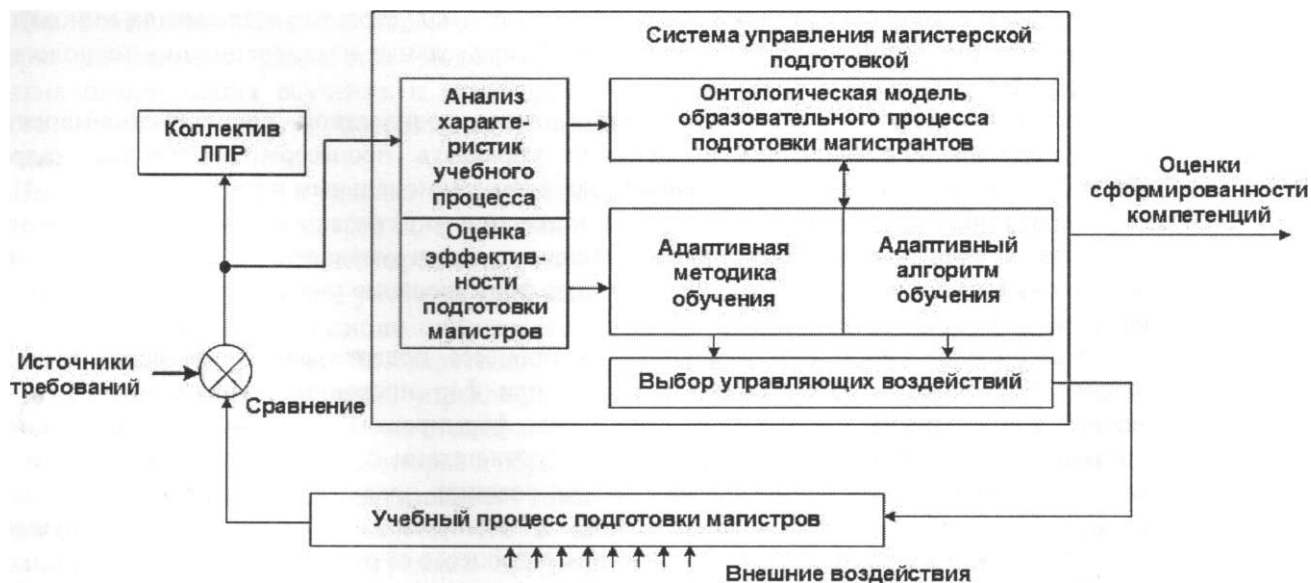 Система управления магистерской
подготовкой
Коллектив
ЛПР
Анализ
характе-
ристик
учебного
процесса
Оценка
эффектив-
ности
подготовки
магистров
Онтологическая модель
образовательного процесса
подготовки магистрантов
Адаптивная
методика
обучения
Адаптивный
алгоритм
обучения
Выбор управляющих воздействий
Оценки
сформированности
компетенций
Источники
требований
Сравнение
Учебный процесс подготовки магистров
Внешние воздействия